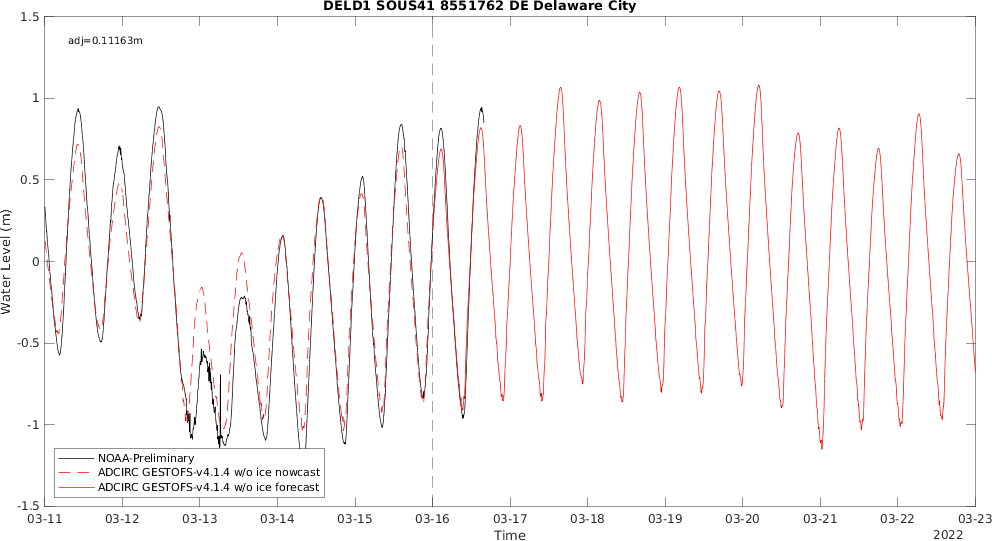 DELD1 SOUS41 8551762 DE Delaware City
1.5
adj=0.11163m
1
0.5
0
-0.5
-1
-1.5
Water Level (m)
NOAA-Preliminary
ADCIRC GESTOFS-v4.1.4 w/o ice nowcast
ADCIRC GESTOFS-v4.1.4 w/o ice forecast
03-11 03-12 03-13 03-14 03-15 03-16 03-17 03-18 03-19 03-20 03-21 03-22 03-23
Time
2022